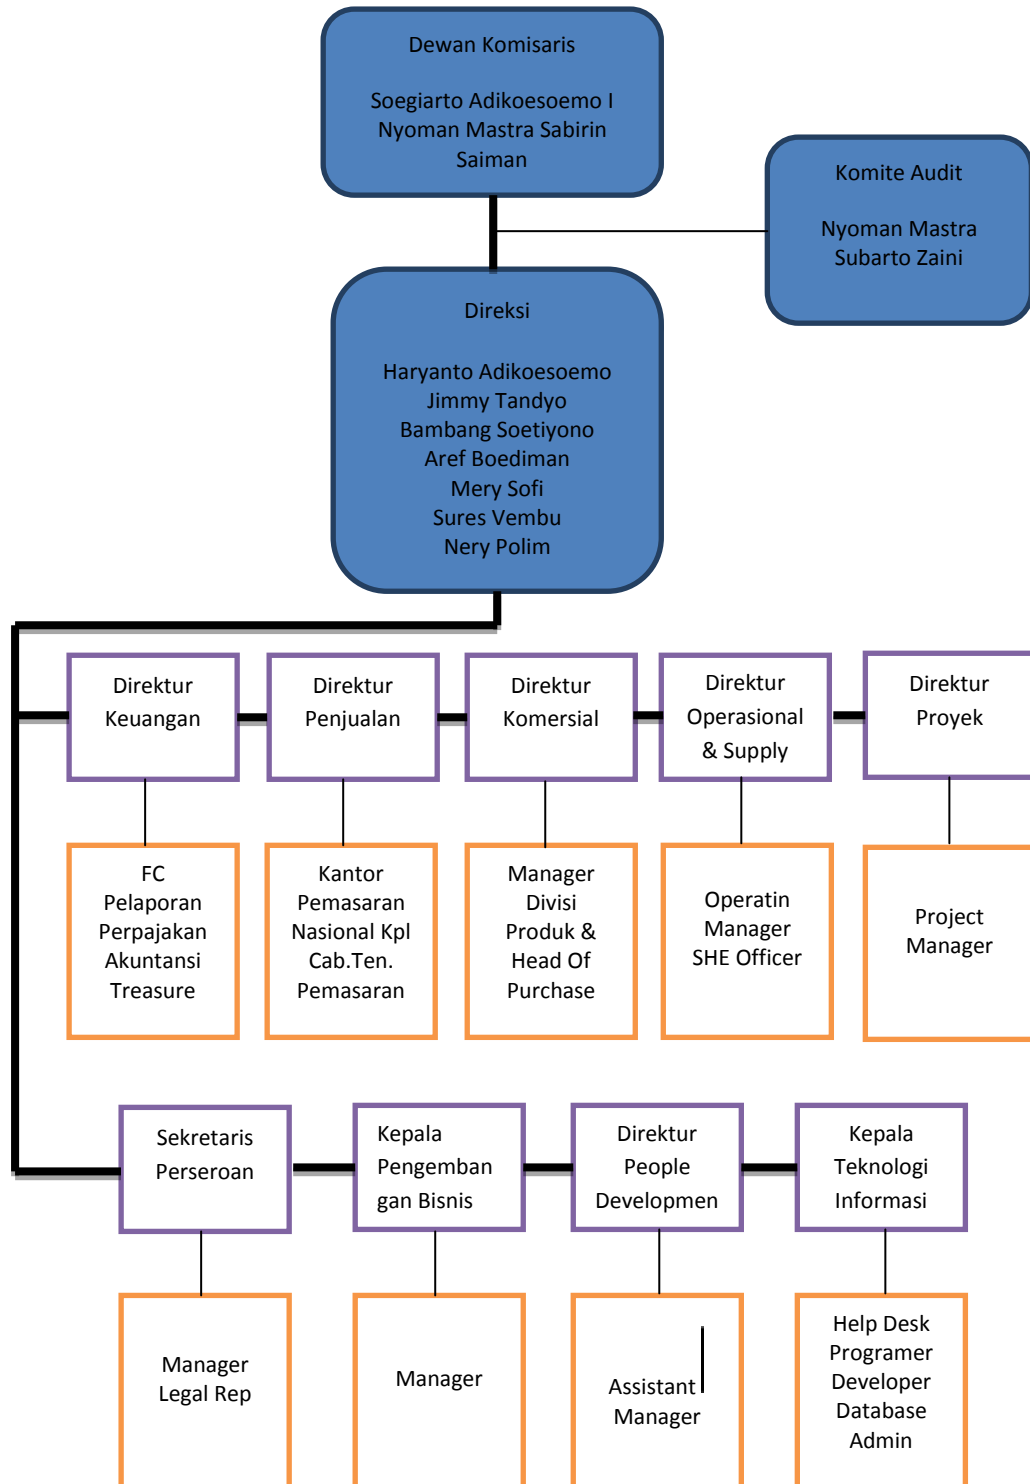 Dewan Komisaris
Soegiarto Adikoesoemo I
Nyoman Mastra Sabirin
Saiman
Komite Audit
Nyoman Mastra
Subarto Zaini
Direksi
Haryanto Adikoesoemo
Jimmy Tandyo
Bambang Soetiyono
Aref Boediman
Mery Sofi
Sures Vembu
Nery Polim
Direktur
Keuangan
Direktur
Penjualan
Direktur
Komersial
Direktur
Operasional
& Supply
Direktur
Proyek
FC
Pelaporan
Perpajakan
Akuntansi
Treasure
Kantor
Pemasaran
Nasional Kpl
Cab.Ten.
Pemasaran
Manager
Divisi
Produk &
Head Of
Purchase
Operatin
Manager
SHE Officer
Project
Manager
Sekretaris
Perseroan
Kepala
Pengemban
gan Bisnis
Direktur
People
Developmen
Kepala
Teknologi
Informasi
Manager
Legal Rep
Manager
Assistant
Manager
Help Desk
Programer
Developer
Database
Admin